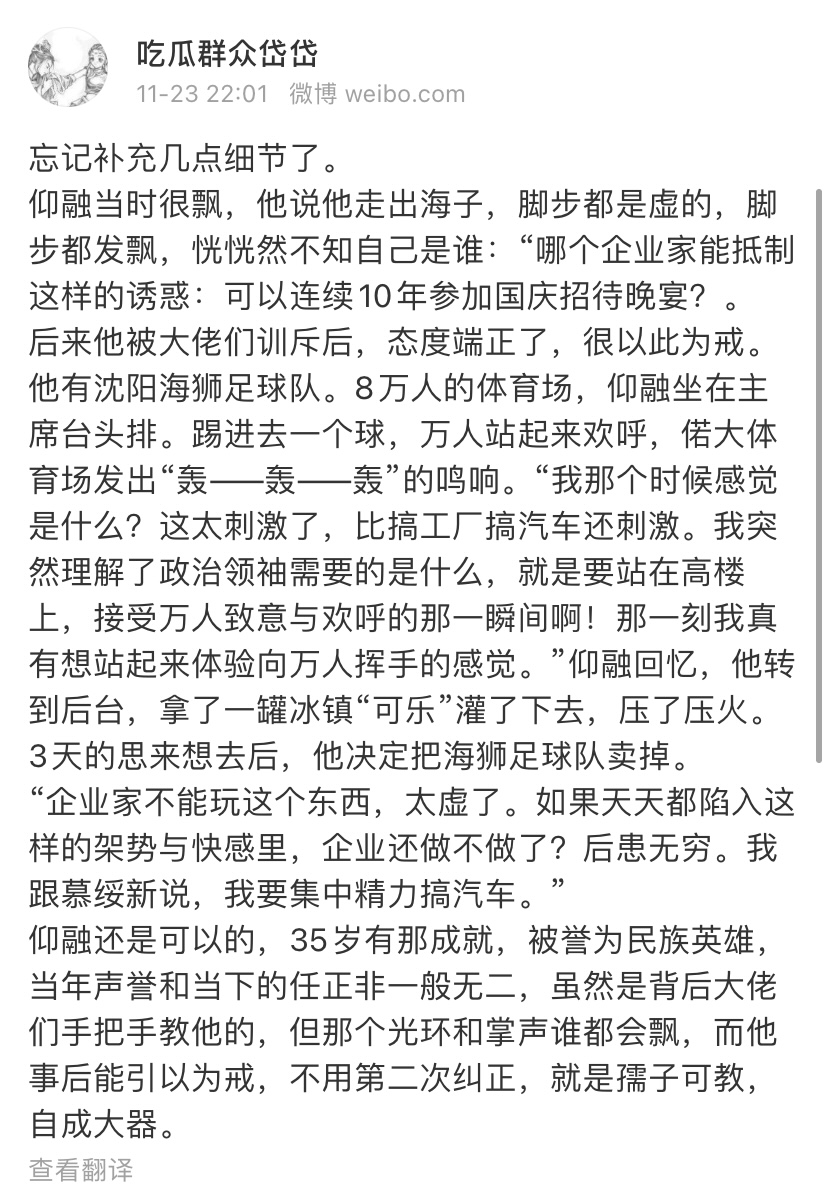 吃瓜群众岱岱
11-23 22:01 微博 weibo.com
忘记补充几点细节了。
仰融当时很飘，他说他走出海子，脚步都是虚的，脚
步都发飘，恍恍然不知自己是谁：“哪个企业家能抵制
这样的诱惑：可以连续10年参加国庆招待晚宴？。
后来他被大佬们训斥后，态度端正了，很以此为戒。
他有沈阳海狮足球队。8万人的体育场，仰融坐在主
席台头排。踢进去一个球，万人站起来欢呼，偌大体
育场发出“轰——轰——轰”的鸣响。“我那个时候感觉
是什么？这太刺激了，比搞工厂搞汽车还刺激。我突
然理解了政治领袖需要的是什么，就是要站在高楼
上，接受万人致意与欢呼的那一瞬间啊！那一刻我真
有想站起来体验向万人挥手的感觉。”仰融回忆，他转
到后台，拿了一罐冰镇“可乐”灌了下去，压了压火。
3天的思来想去后，他决定把海狮足球队卖掉。
“企业家不能玩这个东西，太虚了。如果天天都陷入这
样的架势与快感里，企业还做不做了？后患无穷。我
跟慕绥新说，我要集中精力搞汽车。”
仰融还是可以的，35岁有那成就，被誉为民族英雄，
当年声誉和当下的任正非一般无二，虽然是背后大佬
们手把手教他的，但那个光环和掌声谁都会飘，而他
事后能引以为戒，不用第二次纠正，就是孺子可教，
自成大器。
查看翻译